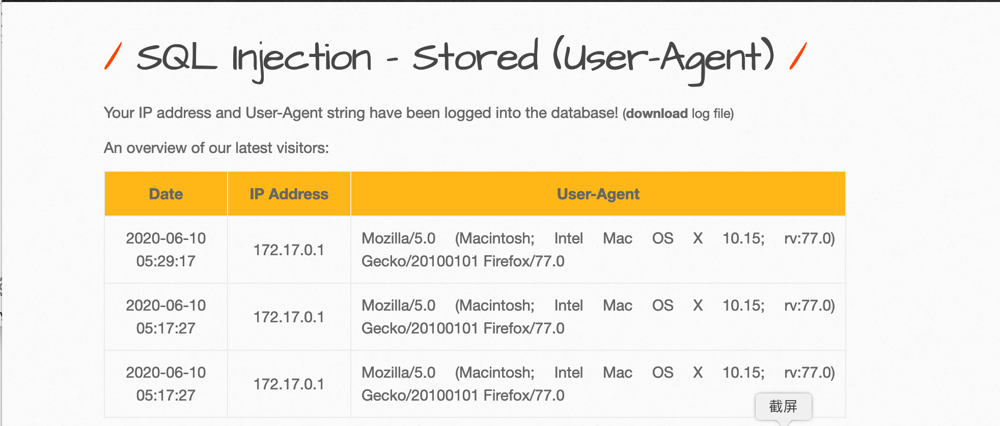 / SQL Injection - Stored (User-Agent) /
Your IP address and User-Agent string have been logged into the database! (download log file)
An overview of our latest visitors:
Date IP Address User-Agent
2020-06-10 05:29:17 172.17.0.1 Mozilla/5.0 (Macintosh; Intel Mac OS X 10.15; rv:77.0)
Gecko/20100101 Firefox/77.0
2020-06-10 05:17:27 172.17.0.1 Mozilla/5.0 (Macintosh; Intel Mac OS X 10.15; rv:77.0)
Gecko/20100101 Firefox/77.0
2020-06-10 05:17:27 172.17.0.1 Mozilla/5.0 (Macintosh; Intel Mac OS X 10.15; rv:77.0)
Gecko/20100101 Firefox/77.0
截屏